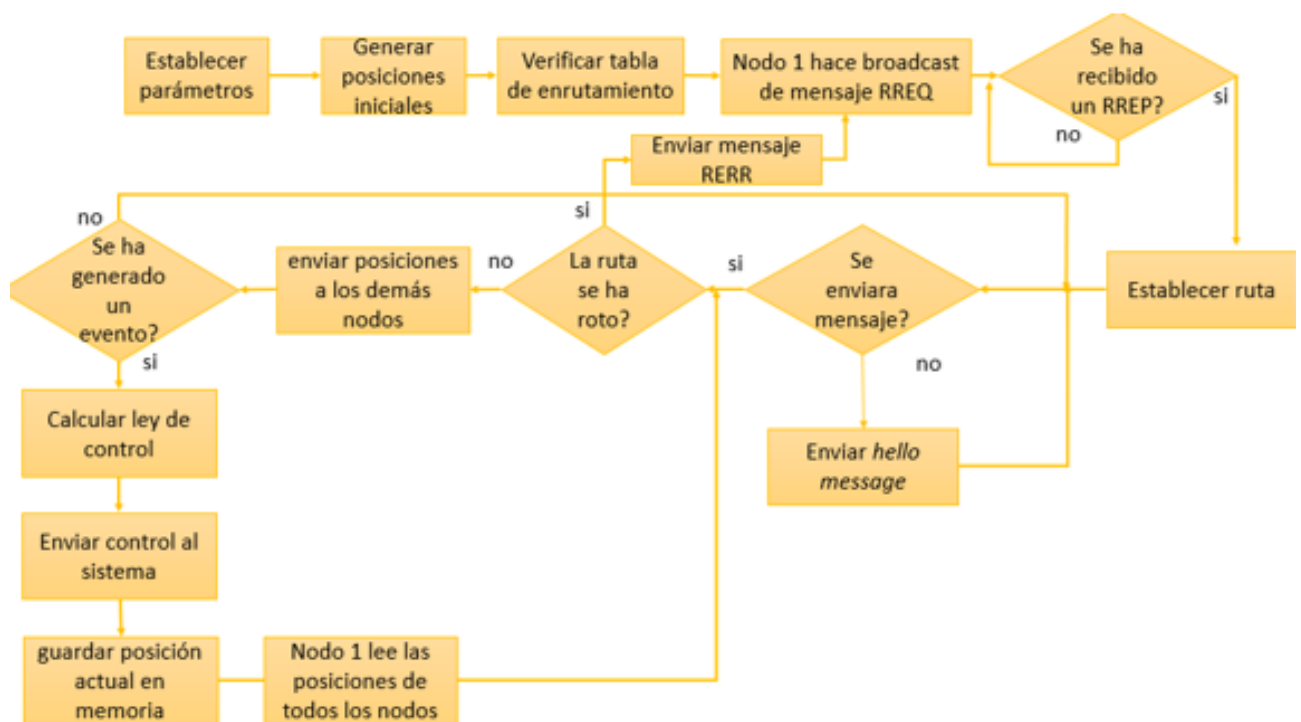 Establecer
parámetros
Generar
posiciones
iniciales
Verificar tabla
de enrutamiento
Nodo 1 hace broadcast
de mensaje RREQ
Se ha
recibido
un RREP?
si
no
Enviar mensaje
RERR
no
si
Se ha
generado
un
evento?
si
enviar posiciones
a los demás
nodos
no
La ruta
se ha
roto?
si
Se
enviara
mensaje?
no
Establecer ruta
Calcular ley de
control
Enviar hello
message
Enviar control al
sistema
guardar posición
actual en
memoria
Nodo 1 lee las
posiciones de
todos los nodos